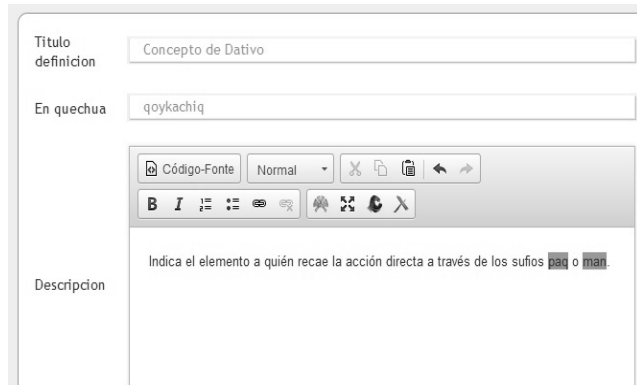 Titulo
definicion
Concepto de Dativo
En quechua
qoykachiq
Código-Fonte Normal
B I
Descripcion
Indica el elemento a quién recae la acción directa a través de los sufios paq o man.